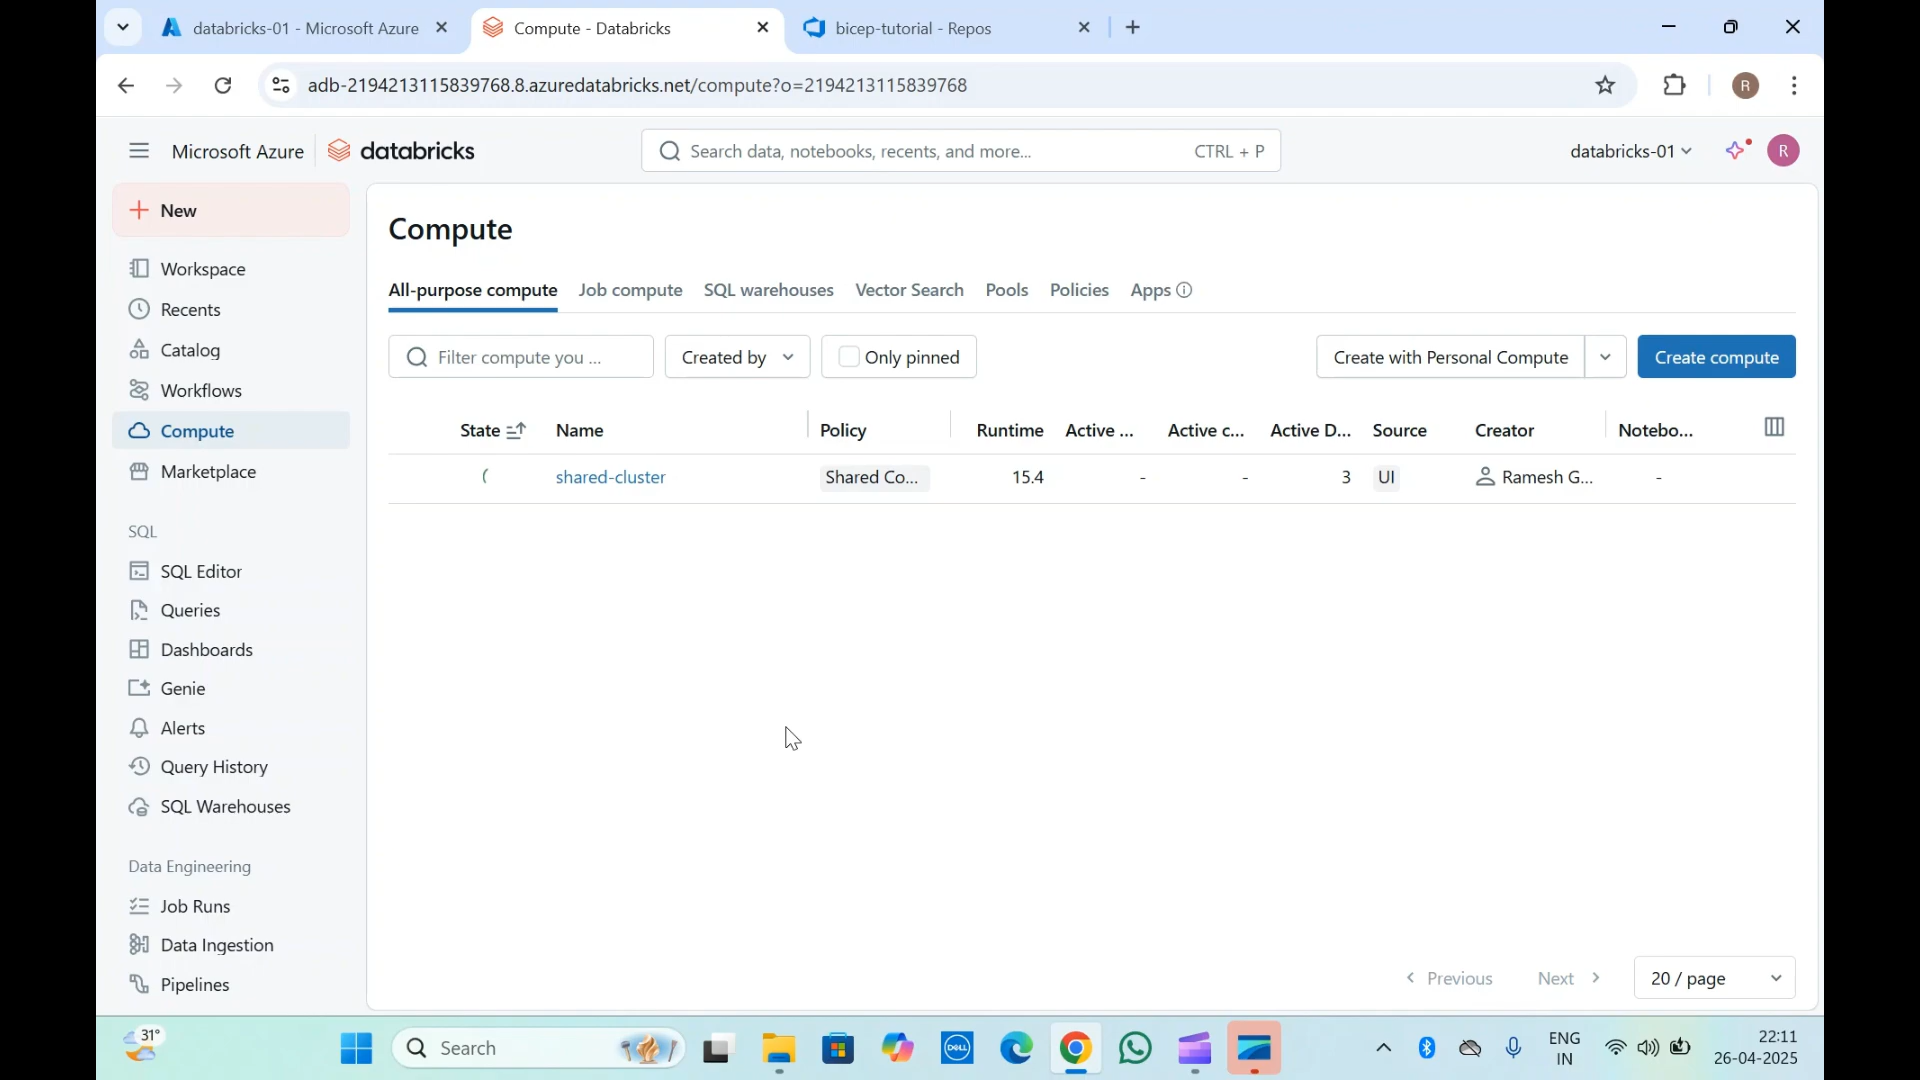 databricks-01 - Microsoft Azure
Compute - Databricks
bicep-tutorial - Repos
adb-2194213115839768.8.azuredatabricks.net/compute?o=2194213115839768
R
Microsoft Azure
databricks
Search data, notebooks, recents, and more...
CTRL + P
databricks-01
R
New
Workspace
Recents
Catalog
Workflows
Compute
Marketplace
SQL
SQL Editor
Queries
Dashboards
Genie
Alerts
Query History
SQL Warehouses
Data Engineering
Job Runs
Data Ingestion
Pipelines
Compute
All-purpose compute
Job compute
SQL warehouses
Vector Search
Pools
Policies
Apps
Filter compute you ...
Created by
Only pinned
Create with Personal Compute
Create compute
State Name Policy Runtime Active ... Active c... Active D... Source Creator Notebo...
shared-cluster Shared Co... 15.4 - - 3 UI Ramesh G... -
Previous
Next
20 / page
31°
Search
DELL
ENG
IN
22:11
26-04-2025